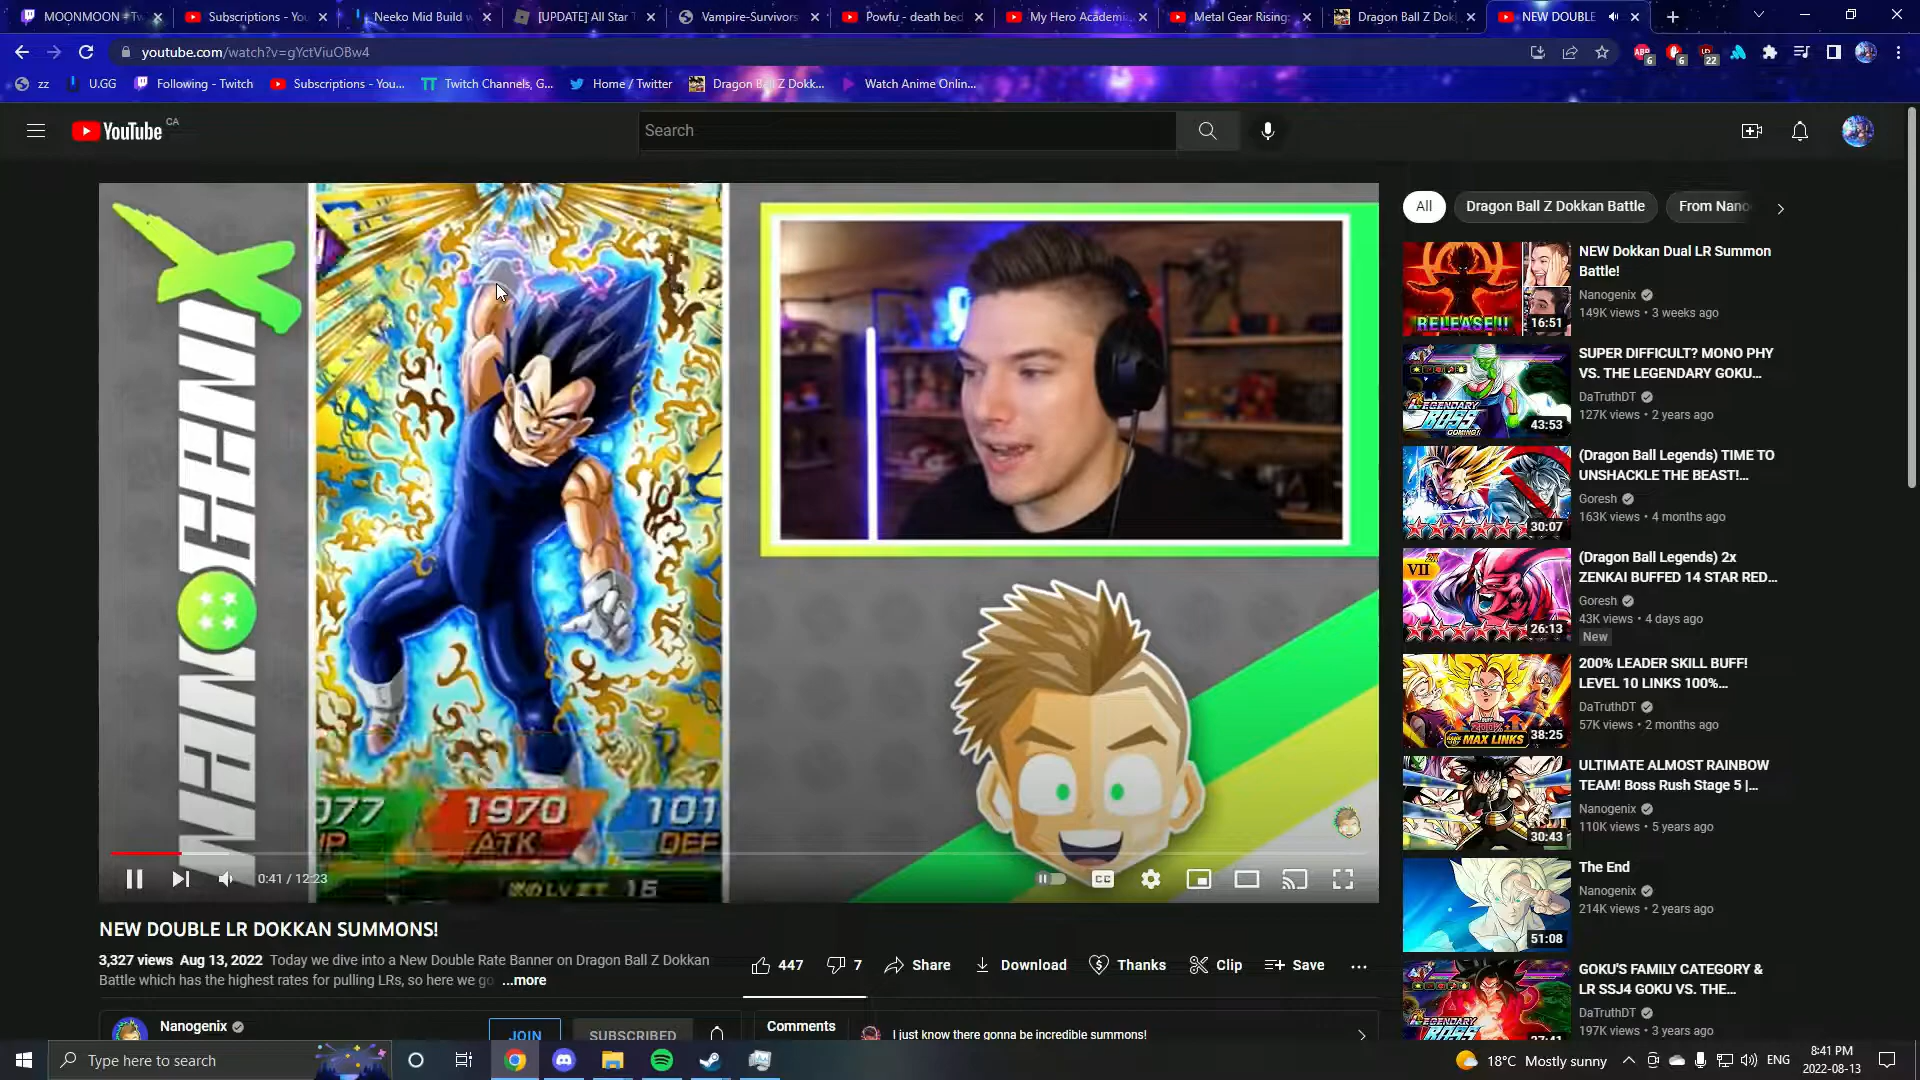 MOONMOON - Tw
Subscriptions - You
Neeko Mid Build w
[UPDATE] All Star T
Vampire-Survivors
Powfu - death bed
My Hero Academi
Metal Gear Rising:
Dragon Ball Z Dok
NEW DOUBLE
youtube.com/watch?v=gYctViuOBw4
6
6
22
zz
U.GG
Following - Twitch
Subscriptions - You...
Twitch Channels, G...
Home / Twitter
Dragon Ball Z Dokk...
Watch Anime Onlin...
YouTube CA
Search
All
Dragon Ball Z Dokkan Battle
From Nano
NANOGENIX
077
1970
ATK
101
DEF
16
0:41 / 12:23
CC
NEW DOUBLE LR DOKKAN SUMMONS!
3,327 views Aug 13, 2022 Today we dive into a New Double Rate Banner on Dragon Ball Z Dokkan
Battle which has the highest rates for pulling LRs, so here we go ...more
447
7
Share
Download
Thanks
Clip
Save
Nanogenix
JOIN
SUBSCRIBED
Comments
I just know there gonna be incredible summons!
RELEASE!!
16:51
NEW Dokkan Dual LR Summon
Battle!
Nanogenix
149K views • 3 weeks ago
LEGENDARY
BOSS
COMING!
43:53
SUPER DIFFICULT? MONO PHY
VS. THE LEGENDARY GOKU...
DaTruthDT
127K views • 2 years ago
30:07
(Dragon Ball Legends) TIME TO
UNSHACKLE THE BEAST!...
Goresh
163K views • 4 months ago
VII
26:13
(Dragon Ball Legends) 2x
ZENKAI BUFFED 14 STAR RED...
Goresh
43K views • 4 days ago
New
MAX LINKS
38:25
200% LEADER SKILL BUFF!
LEVEL 10 LINKS 100%...
DaTruthDT
57K views • 2 months ago
30:43
ULTIMATE ALMOST RAINBOW
TEAM! Boss Rush Stage 5 |...
Nanogenix
110K views • 5 years ago
51:08
The End
Nanogenix
214K views • 2 years ago
LEGENDARY
GOKU'S FAMILY CATEGORY &
LR SSJ4 GOKU VS. THE...
DaTruthDT
197K views • 3 years ago
Type here to search
18°C Mostly sunny
ENG
8:41 PM
2022-08-13